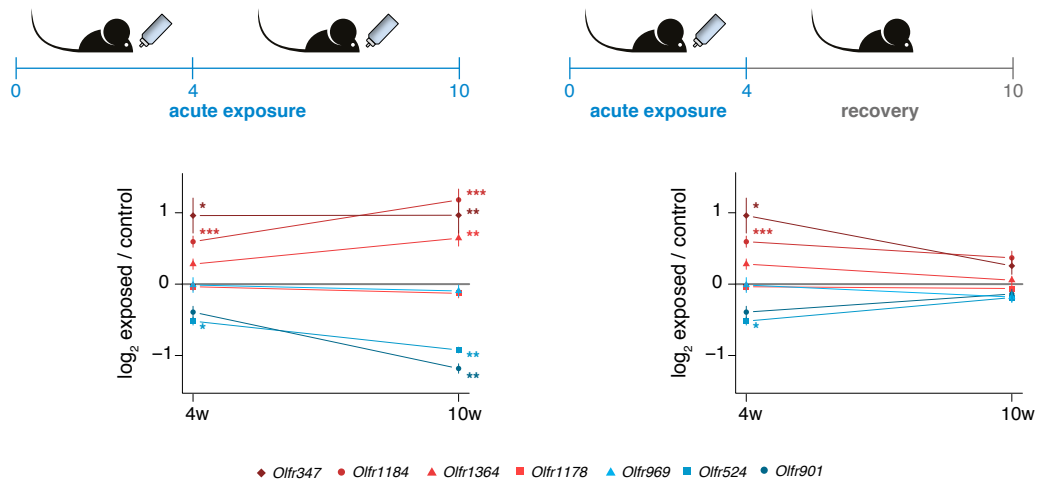 0 4 10
acute exposure
0 4 10
acute exposure recovery
log2 exposed / control
1
0
−1
* *** *
*** ** **
** **
4w 10w
log2 exposed / control
1
0
−1
*
***
*
4w 10w
Olfr347 Olfr1184 Olfr1364 Olfr1178 Olfr969 Olfr524 Olfr901